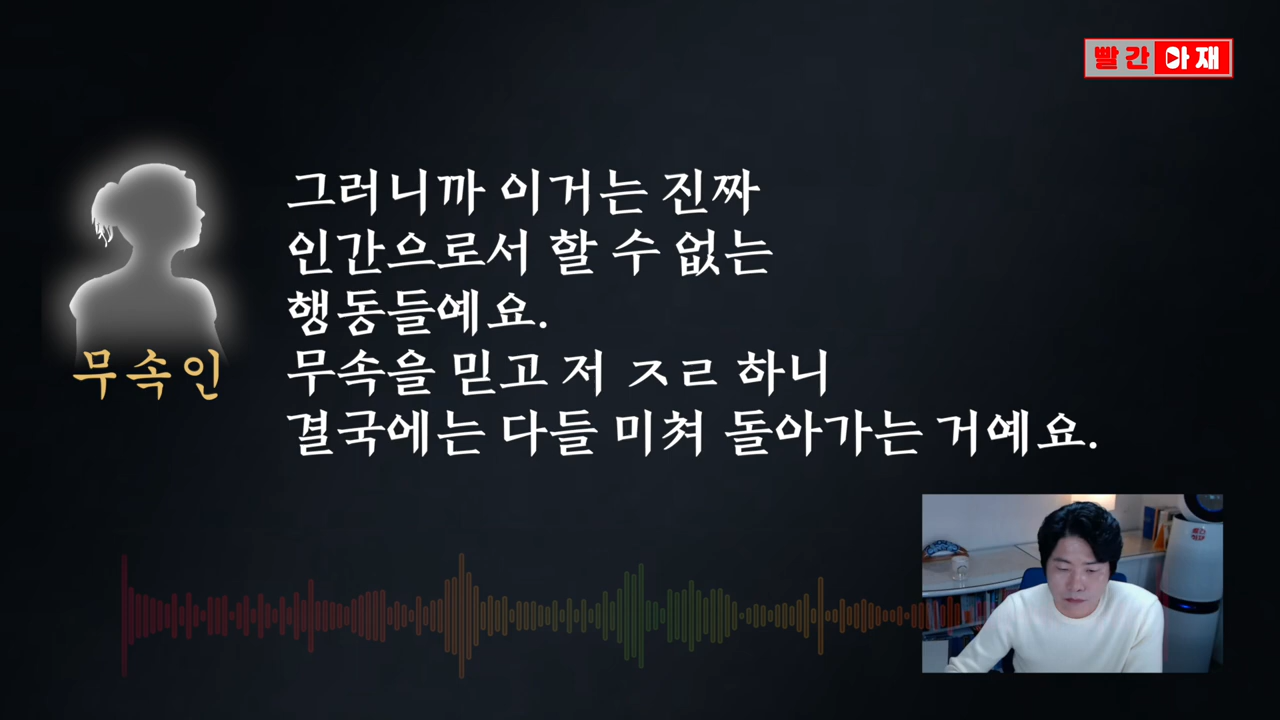 빨간아재
그러니까 이거는 진짜
인간으로서 할 수 없는
행동들예요.
무속을 믿고 저 ㅈㄹ 하니
결국에는 다들 미쳐 돌아가는 거예요.
무속인